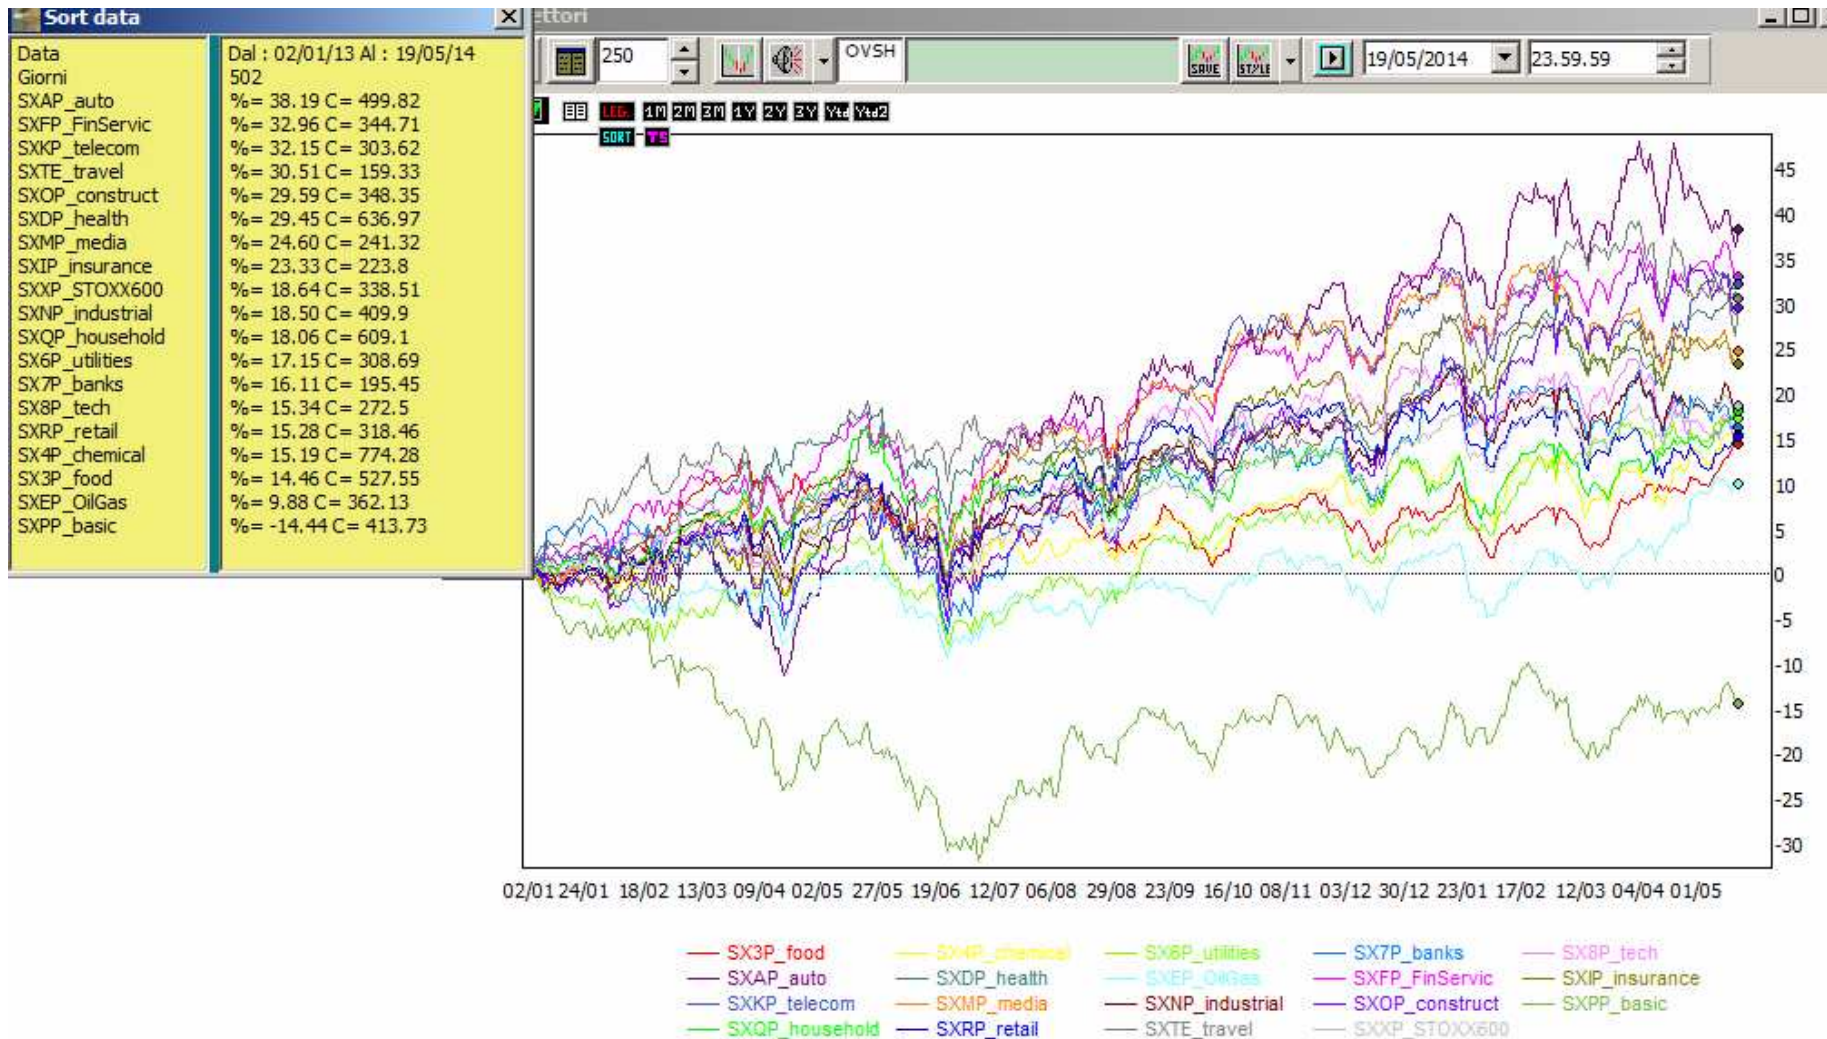 Sort data
ettori
Data Dal : 02/01/13 Al : 19/05/14
Giorni 502
SXAP_auto %= 38.19 C= 499.82
SXFP_FinServic %= 32.96 C= 344.71
SXKP_telecom %= 32.15 C= 303.62
SXTE_travel %= 30.51 C= 159.33
SXOP_construct %= 29.59 C= 348.35
SXDP_health %= 29.45 C= 636.97
SXMP_media %= 24.60 C= 241.32
SXIP_insurance %= 23.33 C= 223.8
SXXP_STOXX600 %= 18.64 C= 338.51
SXNP_industrial %= 18.50 C= 409.9
SXQP_household %= 18.06 C= 609.1
SX6P_utilities %= 17.15 C= 308.69
SX7P_banks %= 16.11 C= 195.45
SX8P_tech %= 15.34 C= 272.5
SXRP_retail %= 15.28 C= 318.46
SX4P_chemical %= 15.19 C= 774.28
SX3P_food %= 14.46 C= 527.55
SXEP_OilGas %= 9.88 C= 362.13
SXPP_basic %= -14.44 C= 413.73
250 OVSH SAVE STYLE 19/05/2014 23.59.59
LEG. 1M 2M 3M 1Y 2Y 3Y Ytd Ytd2
SORT TS
45
40
35
30
25
20
15
10
5
0
-5
-10
-15
-20
-25
-30
02/01 24/01 18/02 13/03 09/04 02/05 27/05 19/06 12/07 06/08 29/08 23/09 16/10 08/11 03/12 30/12 23/01 17/02 12/03 04/04 01/05
SX3P_food SX4P_chemical SX6P_utilities SX7P_banks SX8P_tech
SXAP_auto SXDP_health SXEP_OilGas SXFP_FinServic SXIP_insurance
SXKP_telecom SXMP_media SXNP_industrial SXOP_construct SXPP_basic
SXQP_household SXRP_retail SXTE_travel SXXP_STOXX600